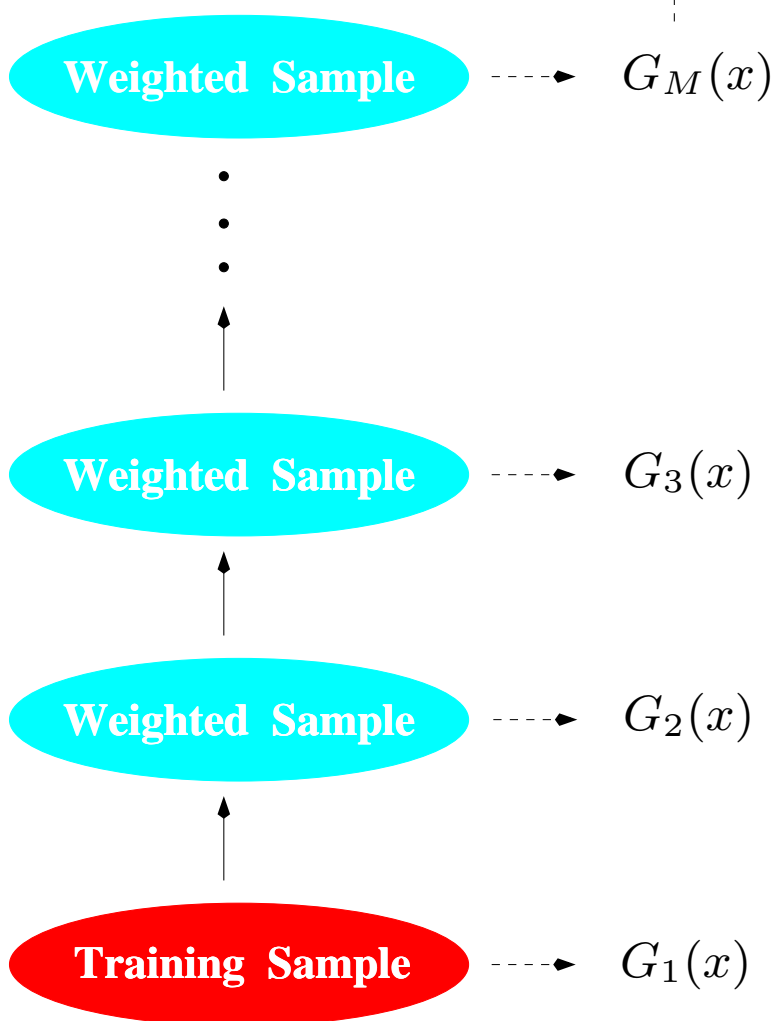 Weighted Sample G_M(x)
Weighted Sample G_3(x)
Weighted Sample G_2(x)
Training Sample G_1(x)